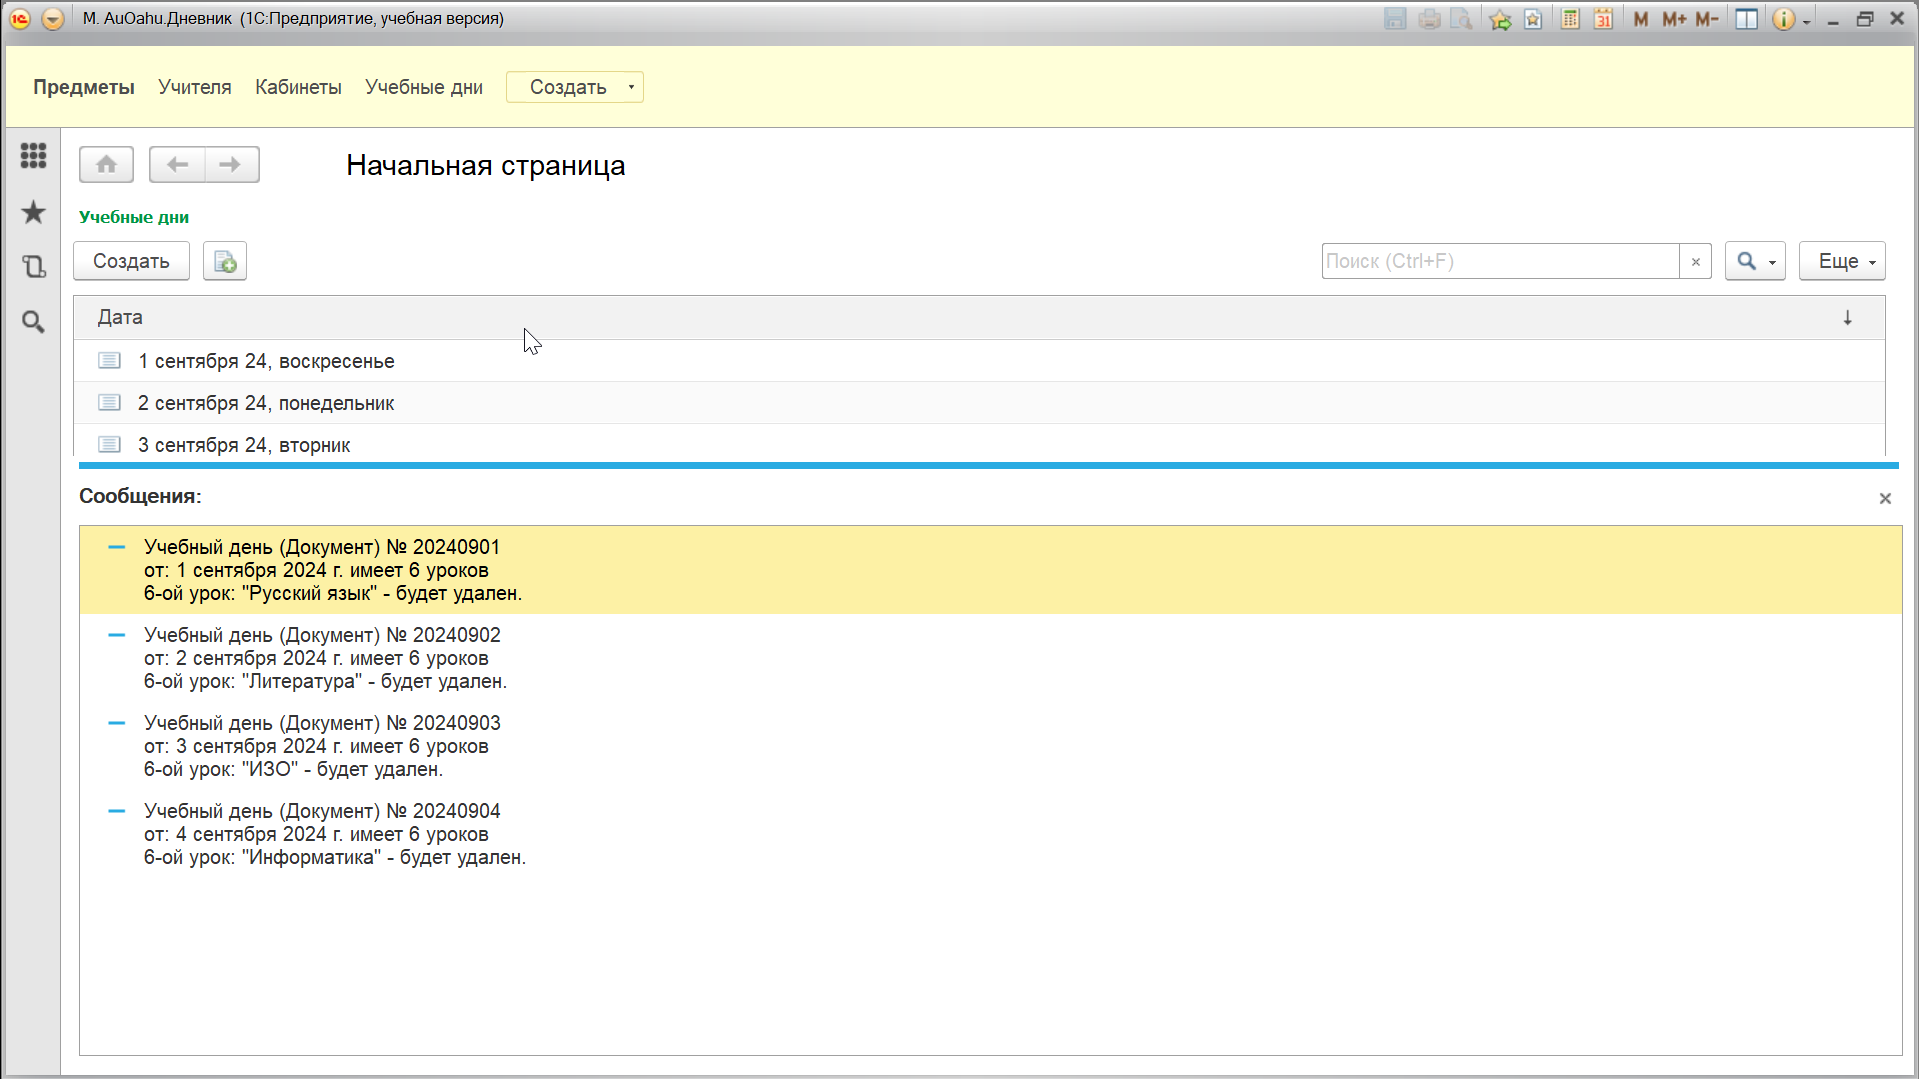 М. AuOahu.Дневник (1С:Предприятие, учебная версия)
31 M M+ M-
Предметы Учителя Кабинеты Учебные дни Создать
Начальная страница
Учебные дни
Создать Поиск (Ctrl+F) × Еще
Дата ↓
1 сентября 24, воскресенье
2 сентября 24, понедельник
3 сентября 24, вторник
Сообщения:
Учебный день (Документ) № 20240901
от: 1 сентября 2024 г. имеет 6 уроков
6-ой урок: "Русский язык" - будет удален.
Учебный день (Документ) № 20240902
от: 2 сентября 2024 г. имеет 6 уроков
6-ой урок: "Литература" - будет удален.
Учебный день (Документ) № 20240903
от: 3 сентября 2024 г. имеет 6 уроков
6-ой урок: "ИЗО" - будет удален.
Учебный день (Документ) № 20240904
от: 4 сентября 2024 г. имеет 6 уроков
6-ой урок: "Информатика" - будет удален.